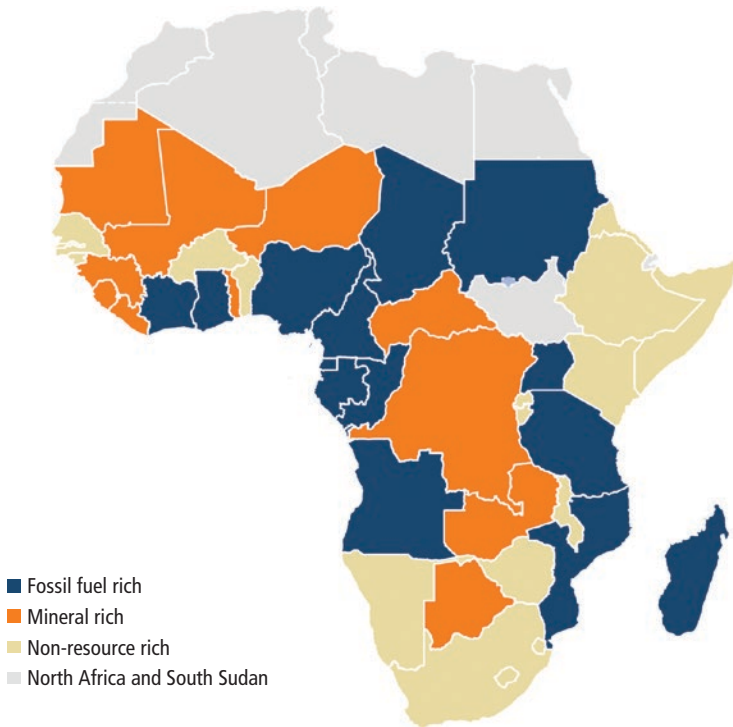 Fossil fuel rich
Mineral rich
Non-resource rich
North Africa and South Sudan